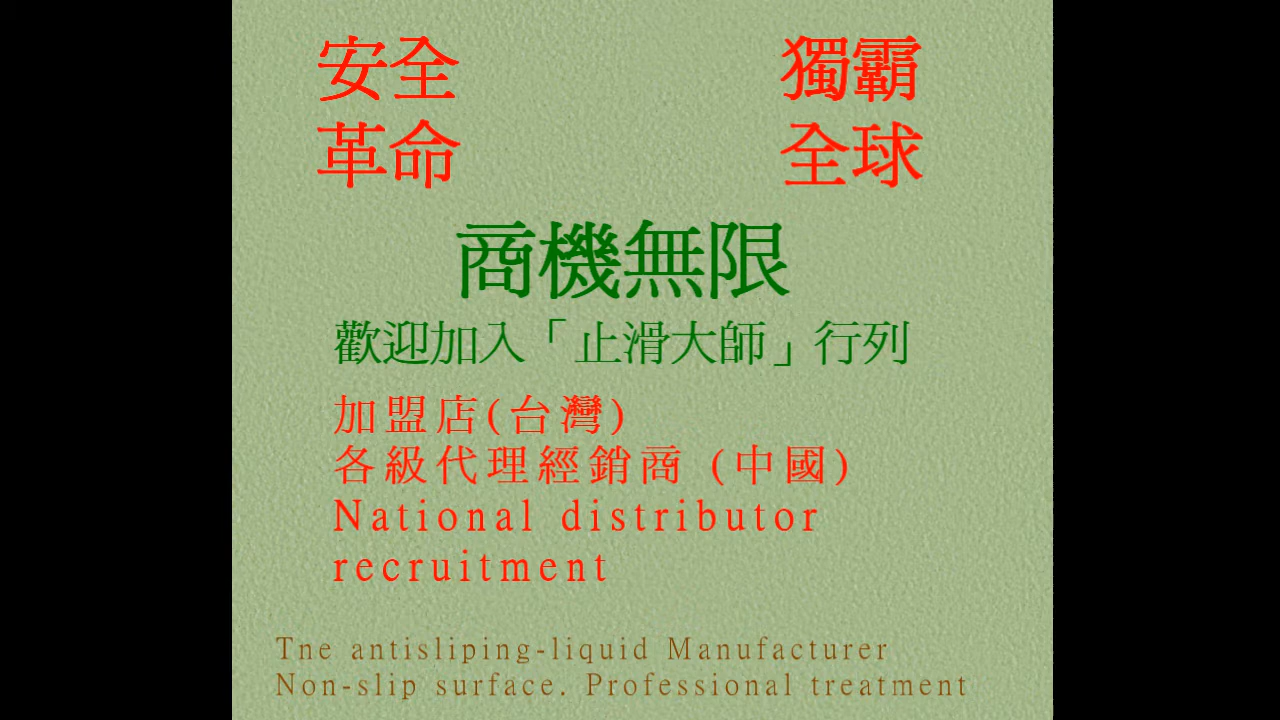 安全 獨霸
革命 全球
商機無限
歡迎加入「止滑大師」行列
加盟店(台灣)
各級代理經銷商 (中國)
National distributor
recruitment
Tne antisliping-liquid Manufacturer
Non-slip surface. Professional treatment